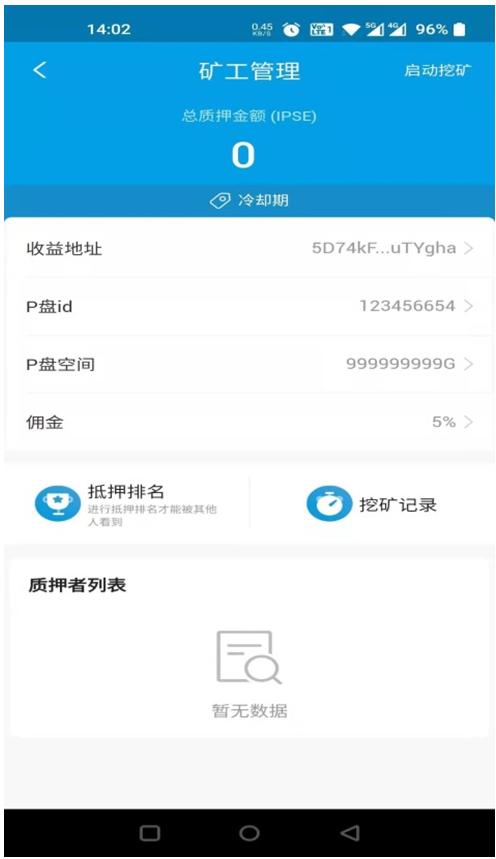 14:02
0.45
KB/S
5G
4G
96%
矿工管理
启动挖矿
总质押金额 (IPSE)
0
冷却期
收益地址
5D74kF...uTYgha
P盘id
123456654
P盘空间
999999999G
佣金
5%
抵押排名
进行抵押排名才能被其他
人看到
挖矿记录
质押者列表
暂无数据